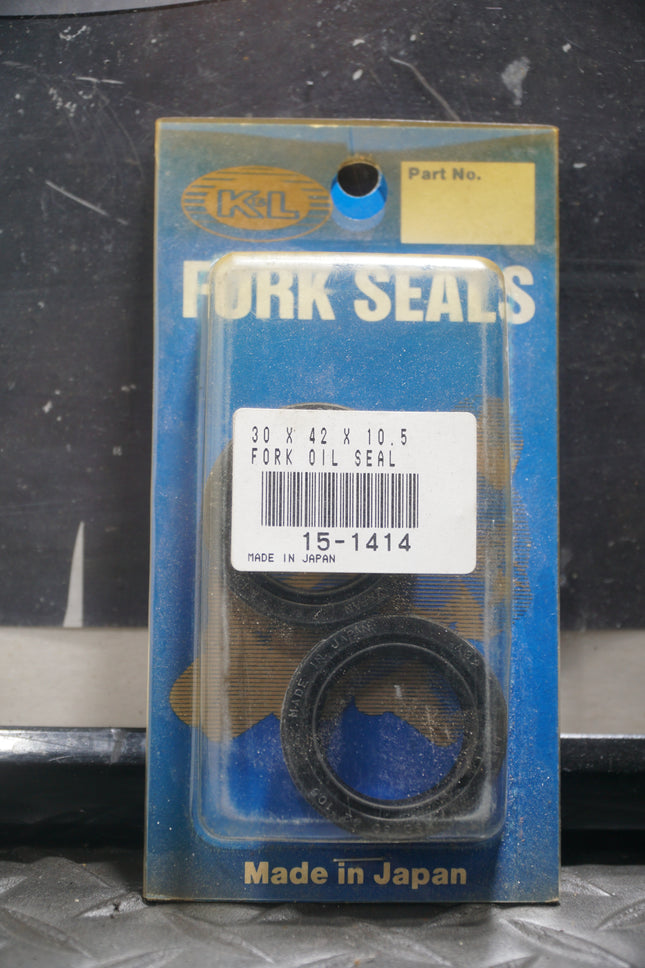 K&L
Part No.
FORK SEALS
30 X 42 X 10.5
FORK OIL SEAL
15-1414
MADE IN JAPAN
MADE IN JAPAN
Made in Japan